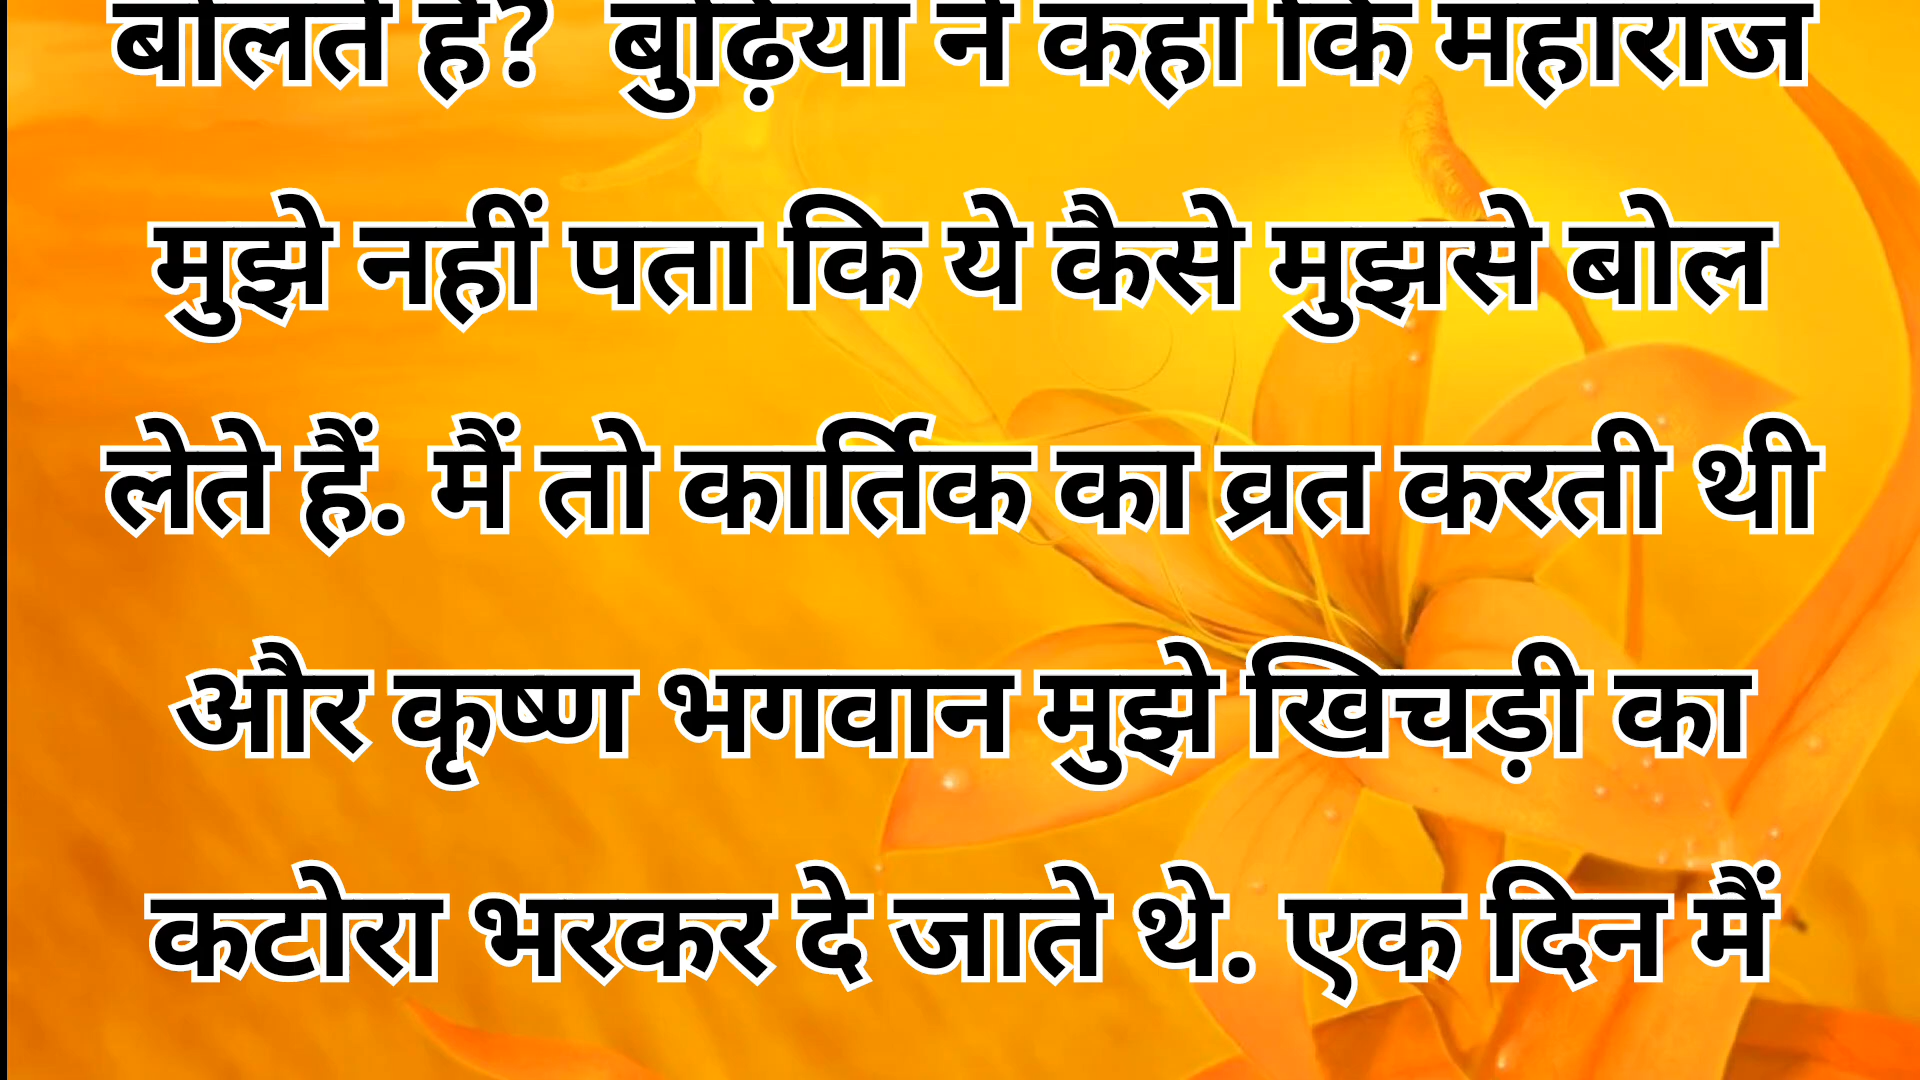 बोलते हैं? बुढ़िया ने कहा कि महाराज
मुझे नहीं पता कि ये कैसे मुझसे बोल
लेते हैं. मैं तो कार्तिक का व्रत करती थी
और कृष्ण भगवान मुझे खिचड़ी का
कटोरा भरकर दे जाते थे. एक दिन मैं